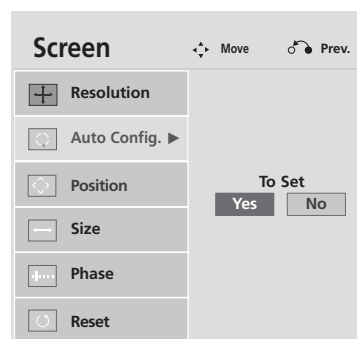 Screen
Move Prev.
Resolution
Auto Config. ►
Position
Size
Phase
Reset
To Set
Yes No